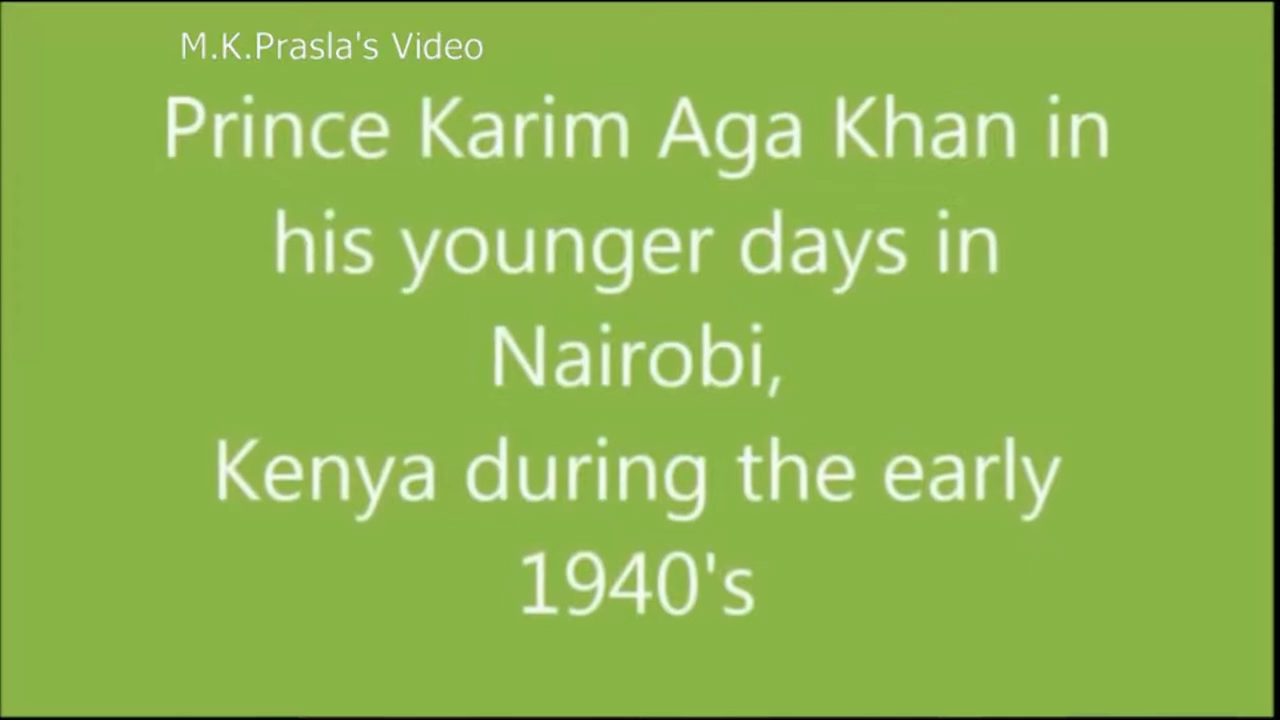 M.K.Prasla's Video
Prince Karim Aga Khan in
his younger days in
Nairobi,
Kenya during the early
1940's